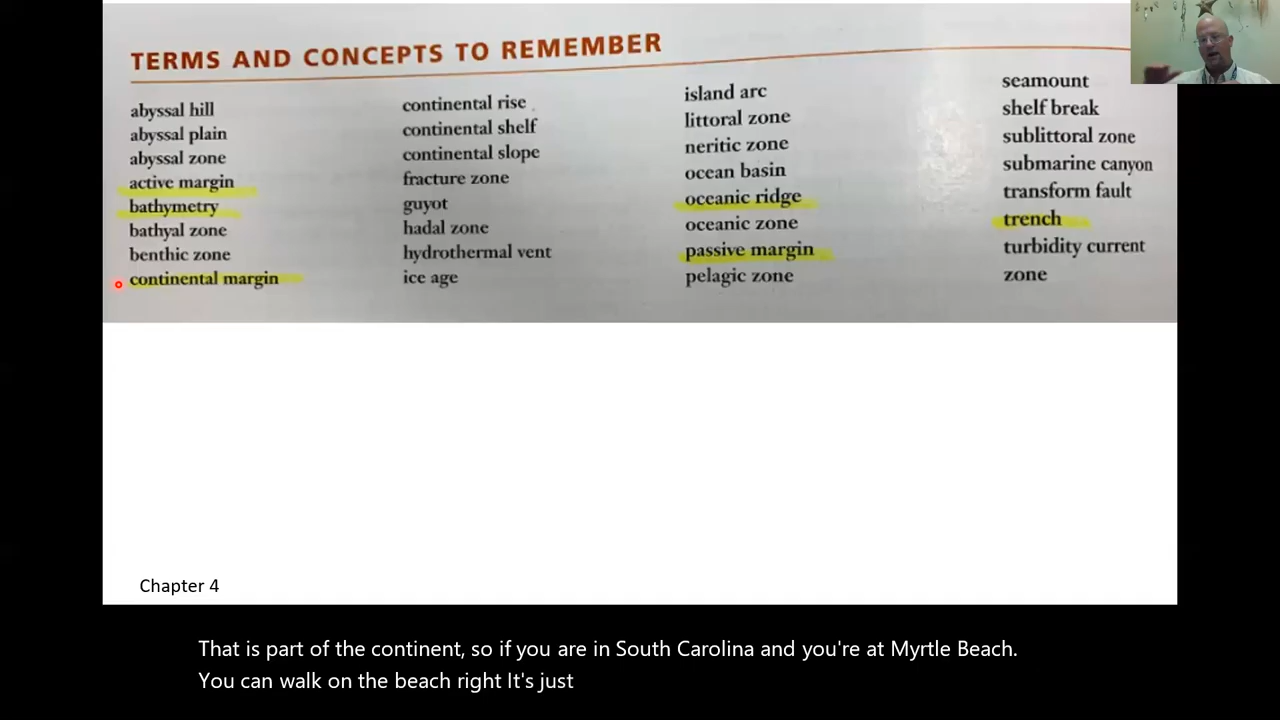 TERMS AND CONCEPTS TO REMEMBER
abyssal hill
abyssal plain
abyssal zone
active margin
bathymetry
bathyal zone
benthic zone
continental margin
continental rise
continental shelf
continental slope
fracture zone
guyot
hadal zone
hydrothermal vent
ice age
island arc
littoral zone
neritic zone
ocean basin
oceanic ridge
oceanic zone
passive margin
pelagic zone
seamount
shelf break
sublittoral zone
submarine canyon
transform fault
trench
turbidity current
zone
Chapter 4
That is part of the continent, so if you are in South Carolina and you're at Myrtle Beach.
You can walk on the beach right It's just